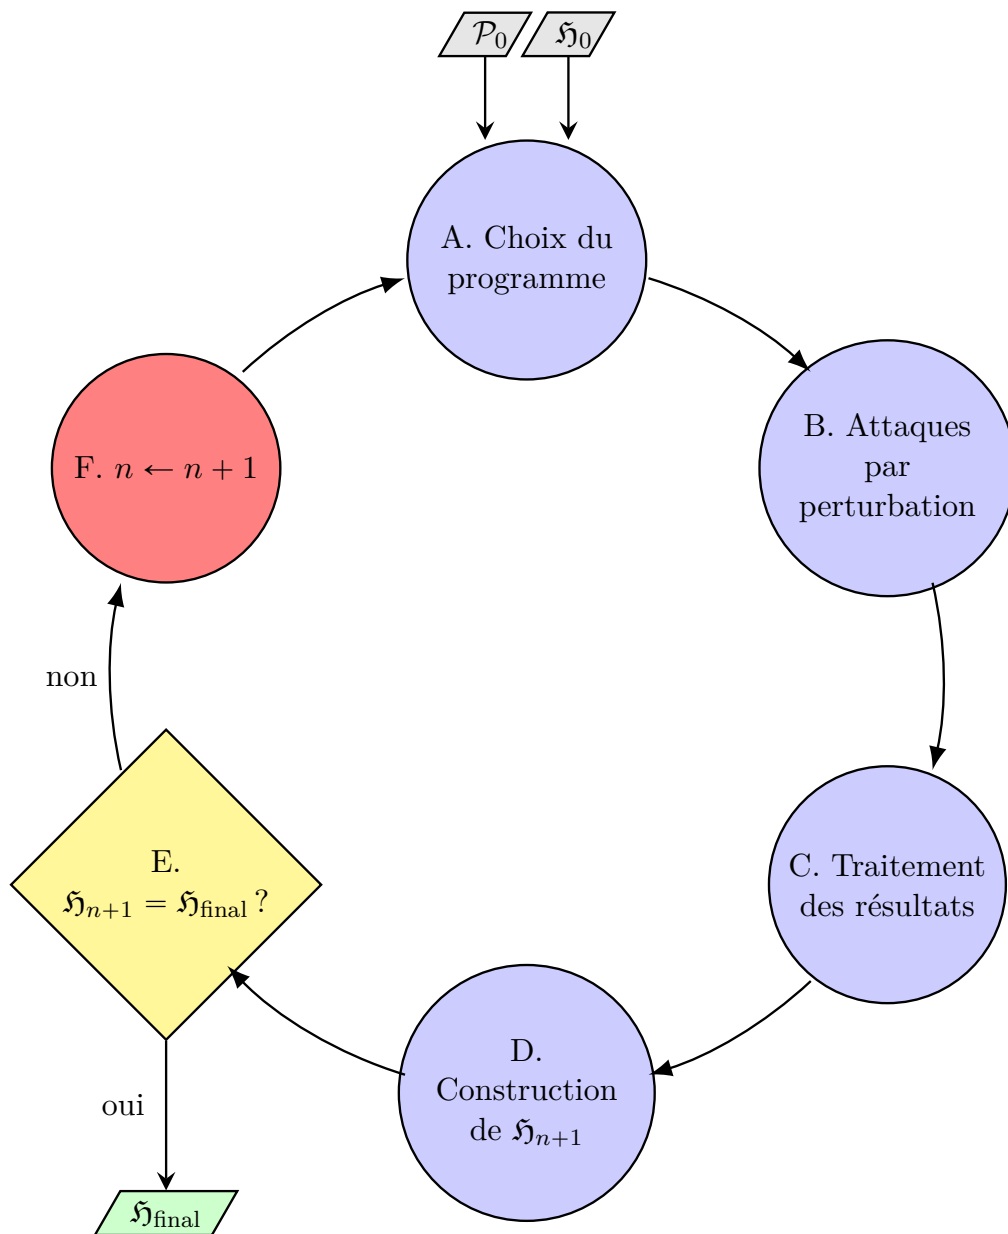 𝒫₀ ℌ₀
A. Choix du
programme
B. Attaques
par
perturbation
F. n ← n + 1
non
C. Traitement
des résultats
E.
ℌₙ₊₁ = ℌfinal ?
D.
Construction
de ℌₙ₊₁
oui
ℌfinal